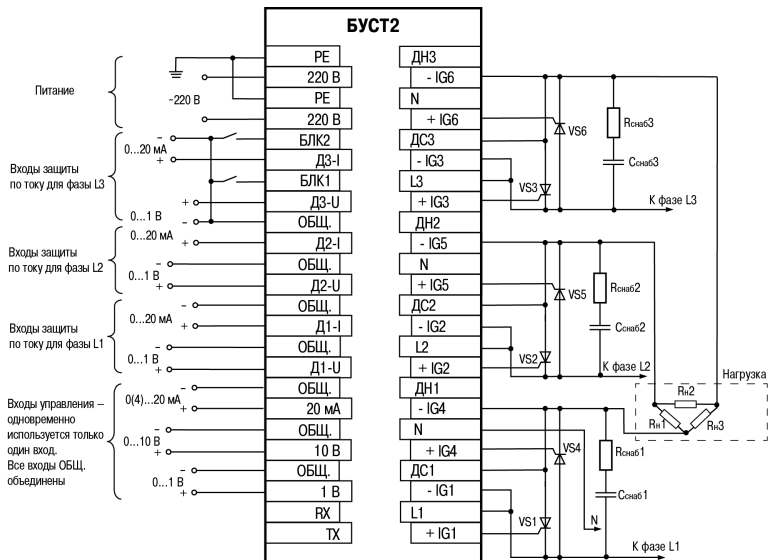 БУСТ2
Питание
~220 В
Входы защиты
по току для фазы L3
–
0...20 мА
+
+
0...1 В
–
Входы защиты
по току для фазы L2
0...20 мА
+
–
0...1 В
+
Входы защиты
по току для фазы L1
–
0...20 мА
+
–
0...1 В
+
Входы управления –
одновременно
используется только
один вход.
Все входы ОБЩ.
объединены
–
0(4)...20 мА
+
–
0...10 В
+
–
0...1 В
+
PE
220 В
PE
220 В
БЛК2
Д3-I
БЛК1
Д3-U
ОБЩ.
Д2-I
ОБЩ.
Д2-U
ОБЩ.
Д1-I
ОБЩ.
Д1-U
ОБЩ.
20 мА
ОБЩ.
10 В
ОБЩ.
1 В
RX
TX
ДН3
- IG6
N
+ IG6
ДС3
- IG3
L3
+ IG3
ДН2
- IG5
N
+ IG5
ДС2
- IG2
L2
+ IG2
ДН1
- IG4
N
+ IG4
ДС1
- IG1
L1
+ IG1
VS6
Rснаб3
Cснаб3
VS3
К фазе L3
VS5
Rснаб2
Cснаб2
VS2
К фазе L2
Нагрузка
Rн2
Rн1
Rн3
VS4
Rснаб1
Cснаб1
VS1
N
К фазе L1